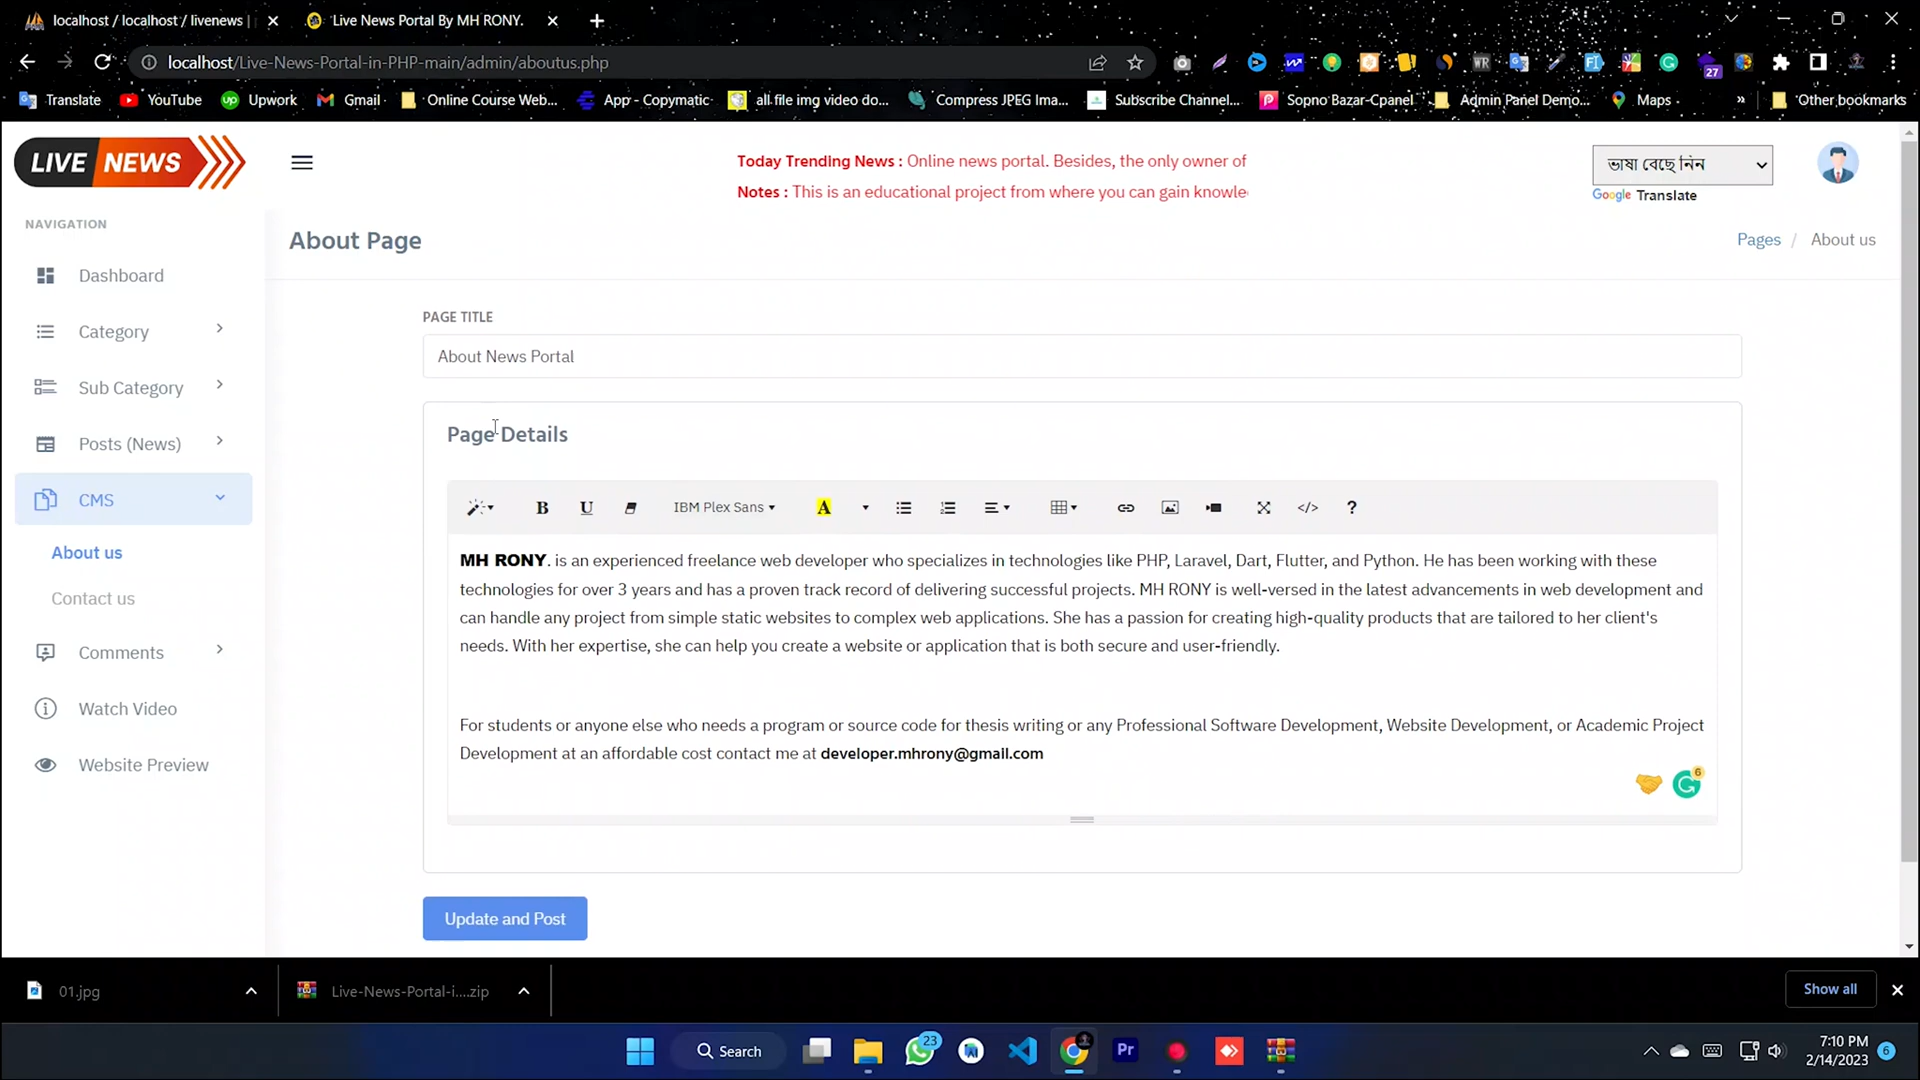 localhost / localhost / livenews |
Live News Portal By MH RONY.
localhost/Live-News-Portal-in-PHP-main/admin/aboutus.php
27
Translate
YouTube
Upwork
Gmail
Online Course Web...
App - Copymatic
all file img video do...
Compress JPEG Ima...
Subscribe Channel...
Sopno Bazar-Cpanel
Admin Panel Demo...
Maps
»
Other bookmarks
LIVE NEWS
Today Trending News : Online news portal. Besides, the only owner of
Notes : This is an educational project from where you can gain knowle
ভাষা বেছে নিন
Google Translate
NAVIGATION
About Page
Pages / About us
Dashboard
Category
Sub Category
Posts (News)
CMS
About us
Contact us
Comments
Watch Video
Website Preview
PAGE TITLE
About News Portal
Page Details
B U IBM Plex Sans A </> ?
MH RONY. is an experienced freelance web developer who specializes in technologies like PHP, Laravel, Dart, Flutter, and Python. He has been working with these
technologies for over 3 years and has a proven track record of delivering successful projects. MH RONY is well-versed in the latest advancements in web development and
can handle any project from simple static websites to complex web applications. She has a passion for creating high-quality products that are tailored to her client's
needs. With her expertise, she can help you create a website or application that is both secure and user-friendly.
For students or anyone else who needs a program or source code for thesis writing or any Professional Software Development, Website Development, or Academic Project
Development at an affordable cost contact me at developer.mhrony@gmail.com
6
Update and Post
01.jpg
Live-News-Portal-i....zip
Show all
Search
23
Pr
7:10 PM
2/14/2023
6